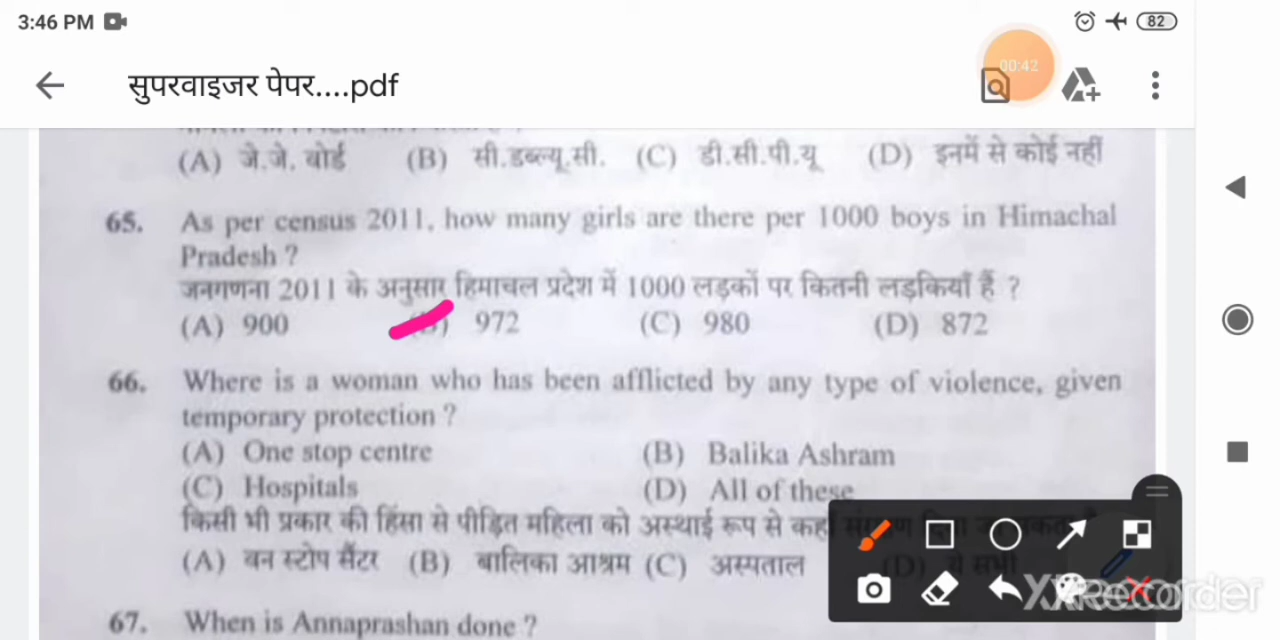 3:46 PM
82
00:42
सुपरवाइजर पेपर....pdf
(A) जे.जे. बोर्ड (B) सी.डब्ल्यू.सी. (C) डी.सी.पी.यू (D) इनमें से कोई नहीं
65. As per census 2011, how many girls are there per 1000 boys in Himachal
Pradesh ?
जनगणना 2011 के अनुसार हिमाचल प्रदेश में 1000 लड़कों पर कितनी लड़कियाँ हैं ?
(A) 900 972 (C) 980 (D) 872
66. Where is a woman who has been afflicted by any type of violence, given
temporary protection ?
(A) One stop centre (B) Balika Ashram
(C) Hospitals (D) All of these
किसी भी प्रकार की हिंसा से पीड़ित महिला को अस्थाई रूप से कहाँ
(A) वन स्टोप सैंटर (B) बालिका आश्रम (C) अस्पताल (D) ये सभी
XRecorder
67. When is Annaprashan done ?